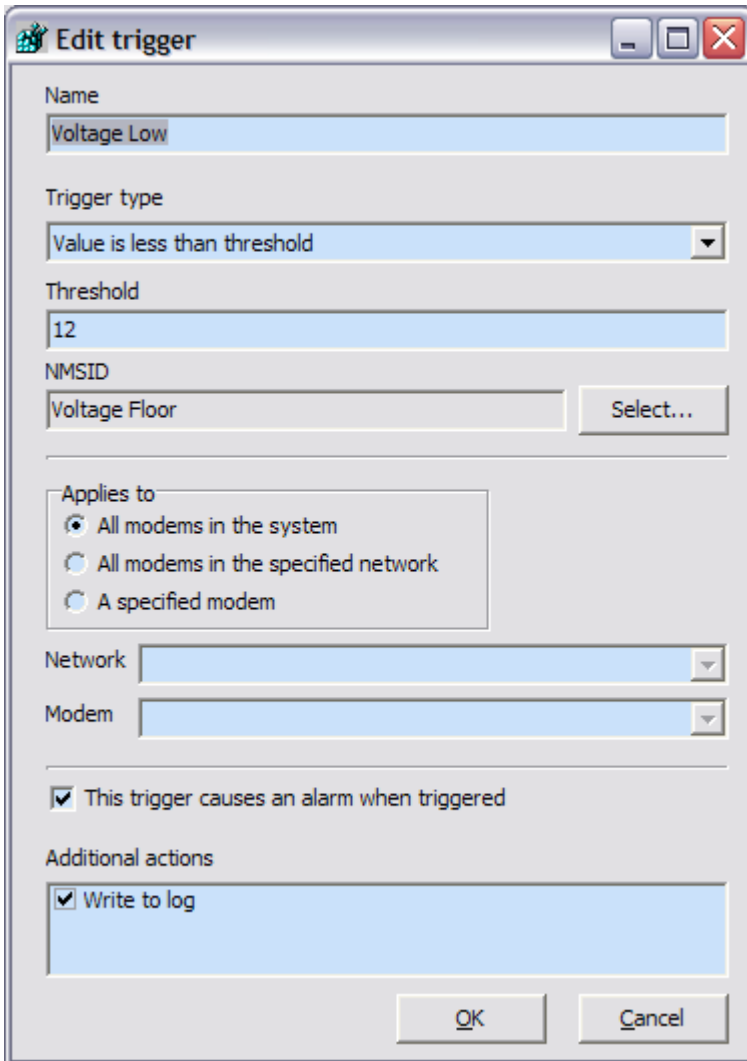 Edit trigger
Name
Voltage Low
Trigger type
Value is less than threshold
Threshold
12
NMSID
Voltage Floor
Select...
Applies to
All modems in the system
All modems in the specified network
A specified modem
Network
Modem
This trigger causes an alarm when triggered
Additional actions
Write to log
OK Cancel